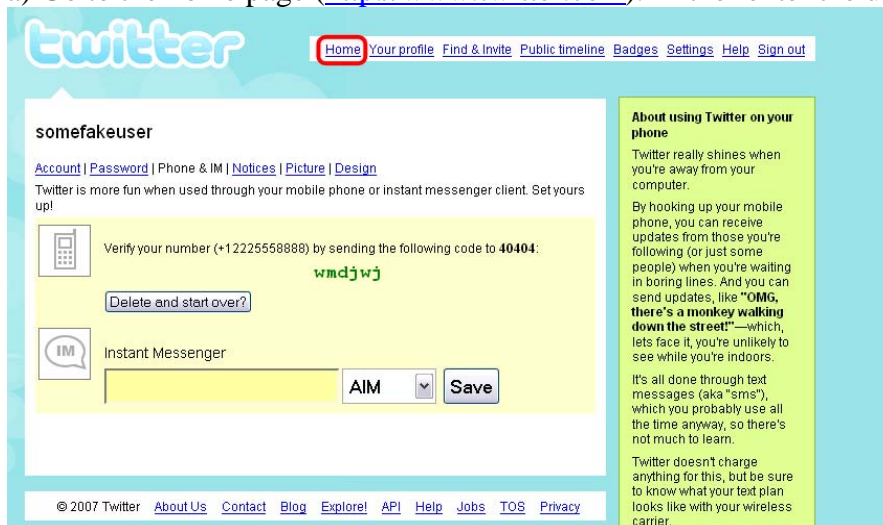 twitter
Home Your profile Find & Invite Public timeline Badges Settings Help Sign out
somefakeuser
Account | Password | Phone & IM | Notices | Picture | Design
Twitter is more fun when used through your mobile phone or instant messenger client. Set yours
up!
Verify your number (+12225558888) by sending the following code to 40404:
wmdjwj
Delete and start over?
IM
Instant Messenger
AIM
Save
© 2007 Twitter About Us Contact Blog Explore! API Help Jobs TOS Privacy
About using Twitter on your
phone
Twitter really shines when
you're away from your
computer.
By hooking up your mobile
phone, you can receive
updates from those you're
following (or just some
people) when you're waiting
in boring lines. And you can
send updates, like "OMG,
there's a monkey walking
down the street!"—which,
lets face it, you're unlikely to
see while you're indoors.
It's all done through text
messages (aka "sms"),
which you probably use all
the time anyway, so there's
not much to learn.
Twitter doesn't charge
anything for this, but be sure
to know what your text plan
looks like with your wireless
carrier.